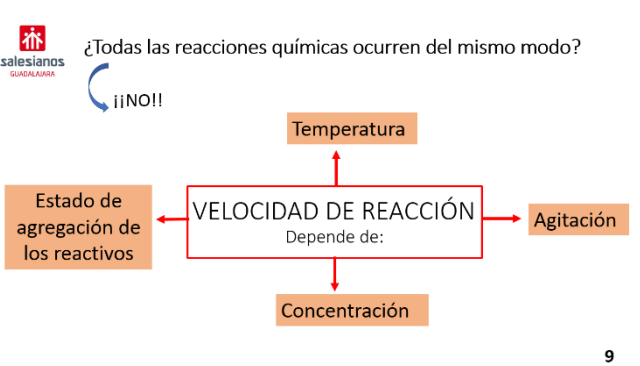 salesianos
GUADALAJARA
¿Todas las reacciones químicas ocurren del mismo modo?
¡¡NO!!
Temperatura
Estado de
agregación de
los reactivos
VELOCIDAD DE REACCIÓN
Depende de:
Agitación
Concentración
9